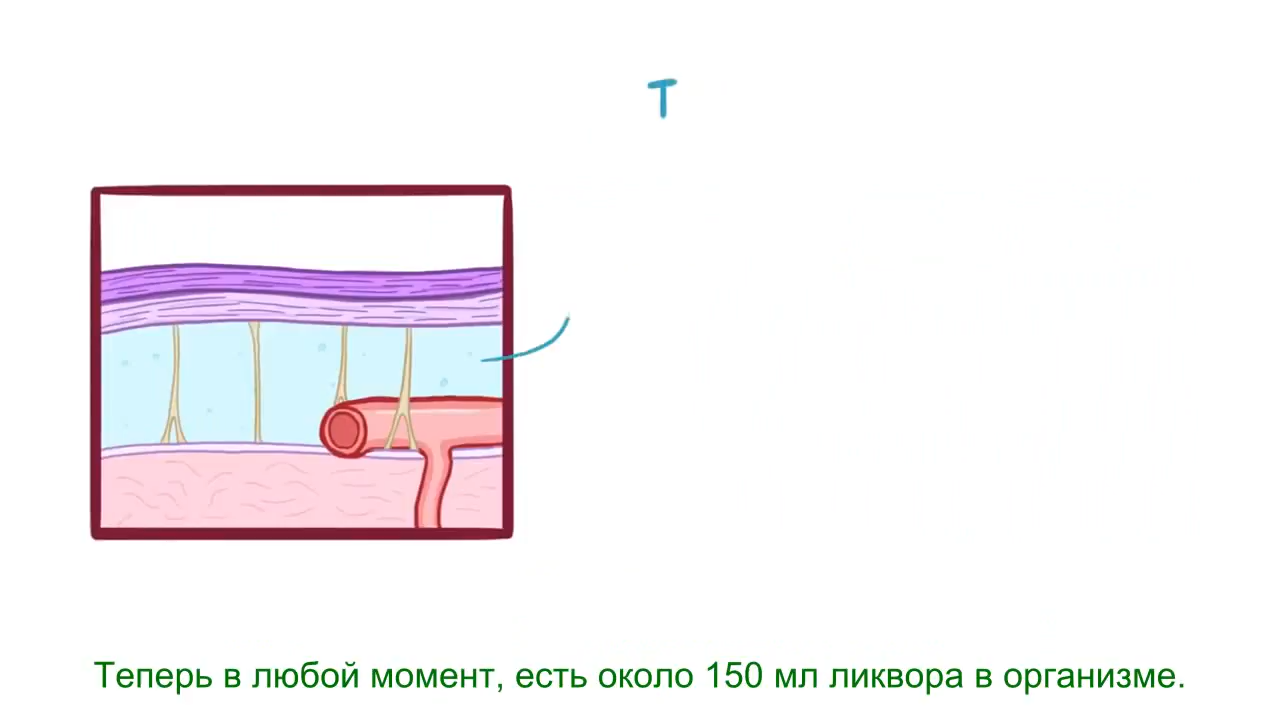 T
Теперь в любой момент, есть около 150 мл ликвора в организме.